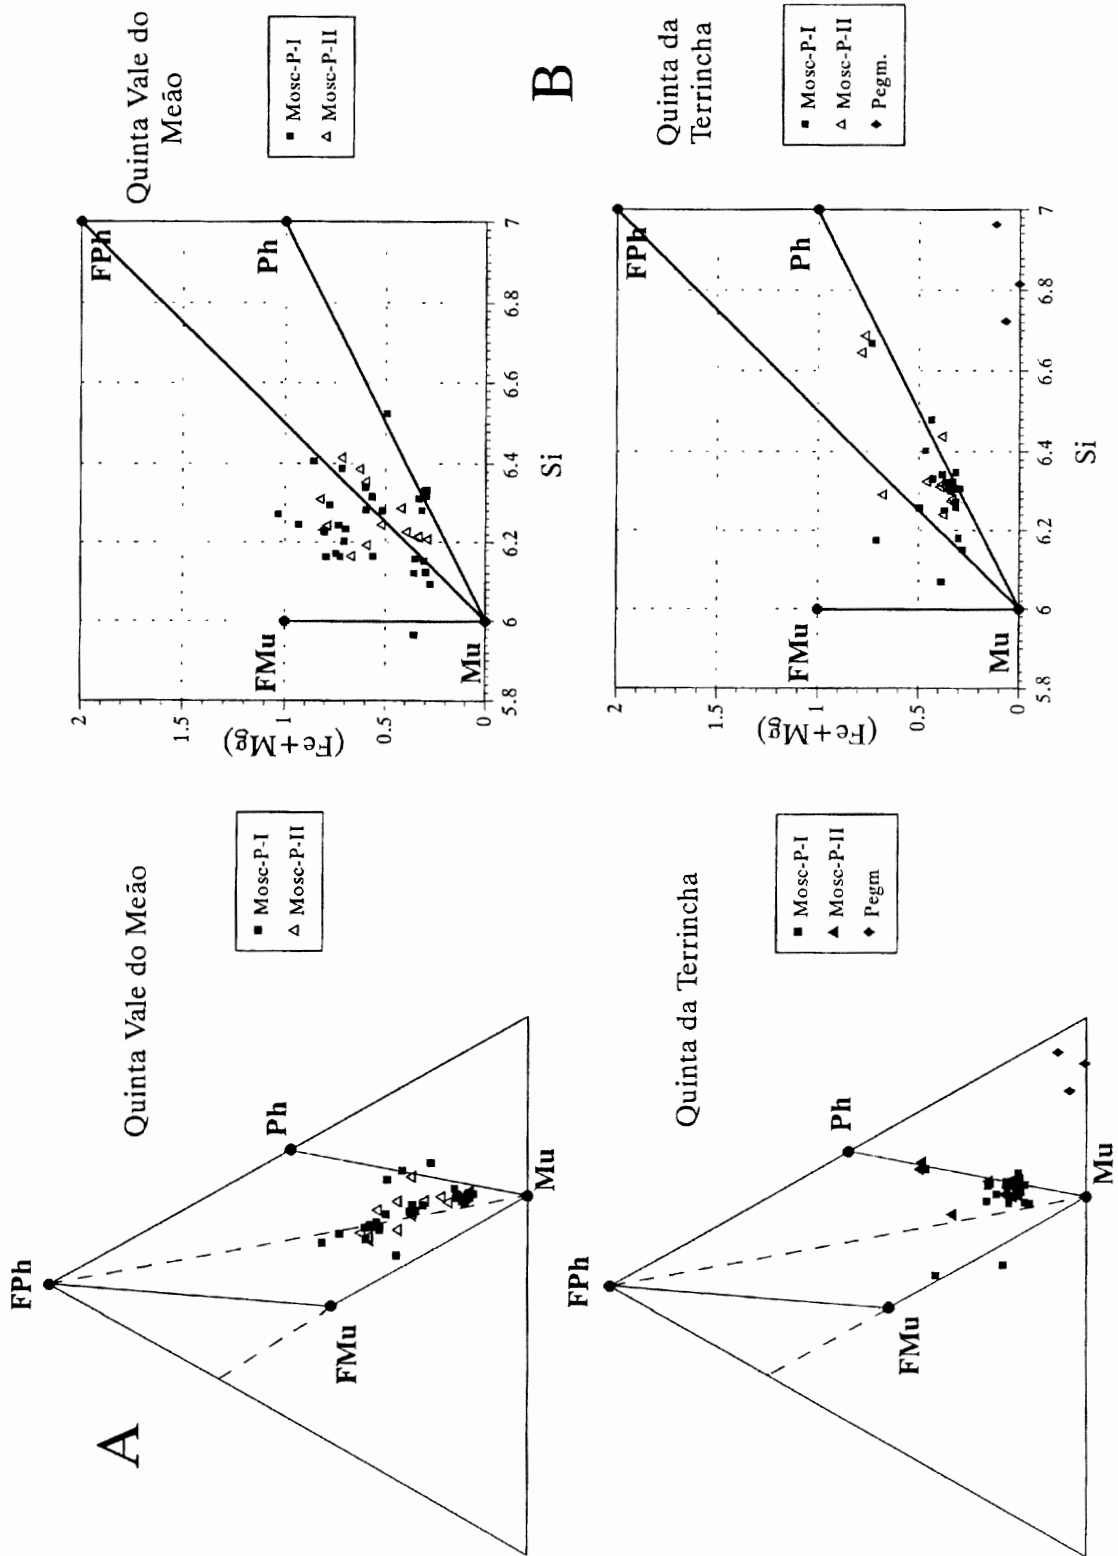 A
Quinta Vale do Meão
Mosc-P-I
Mosc-P-II
FPh
Ph
FMu
Mu
Quinta da Terrincha
Mosc-P-I
Mosc-P-II
Pegm
FPh
Ph
FMu
Mu
B
Quinta Vale do
Meão
Mosc-P-I
Mosc-P-II
2
1.5
1
0.5
0
(Fe+Mg)
FPh
Ph
FMu
Mu
5.8 6 6.2 6.4 6.6 6.8 7
Si
Quinta da
Terrincha
Mosc-P-I
Mosc-P-II
Pegm.
2
1.5
1
0.5
0
(Fe+Mg)
FPh
Ph
FMu
Mu
5.8 6 6.2 6.4 6.6 6.8 7
Si